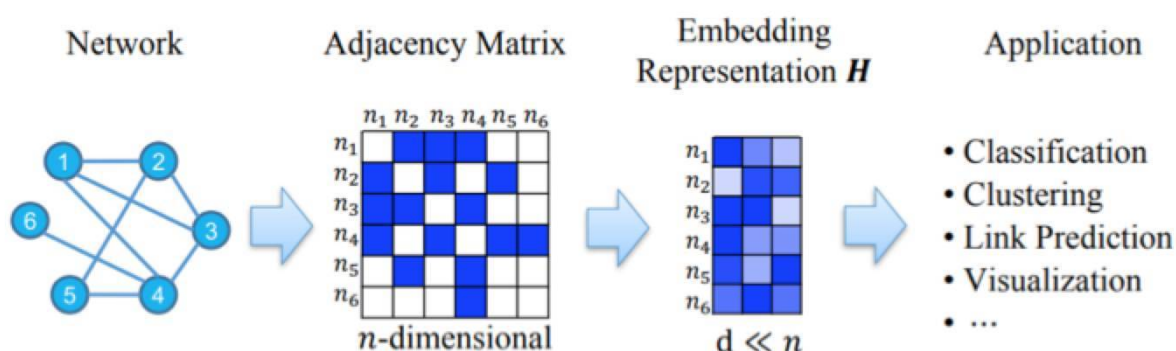 Network
Adjacency Matrix
Embedding
Representation H
Application
1
2
3
4
5
6
n₁ n₂ n₃ n₄ n₅ n₆
n₁
n₂
n₃
n₄
n₅
n₆
n-dimensional
n₁
n₂
n₃
n₄
n₅
n₆
d ≪ n
• Classification
• Clustering
• Link Prediction
• Visualization
• ...